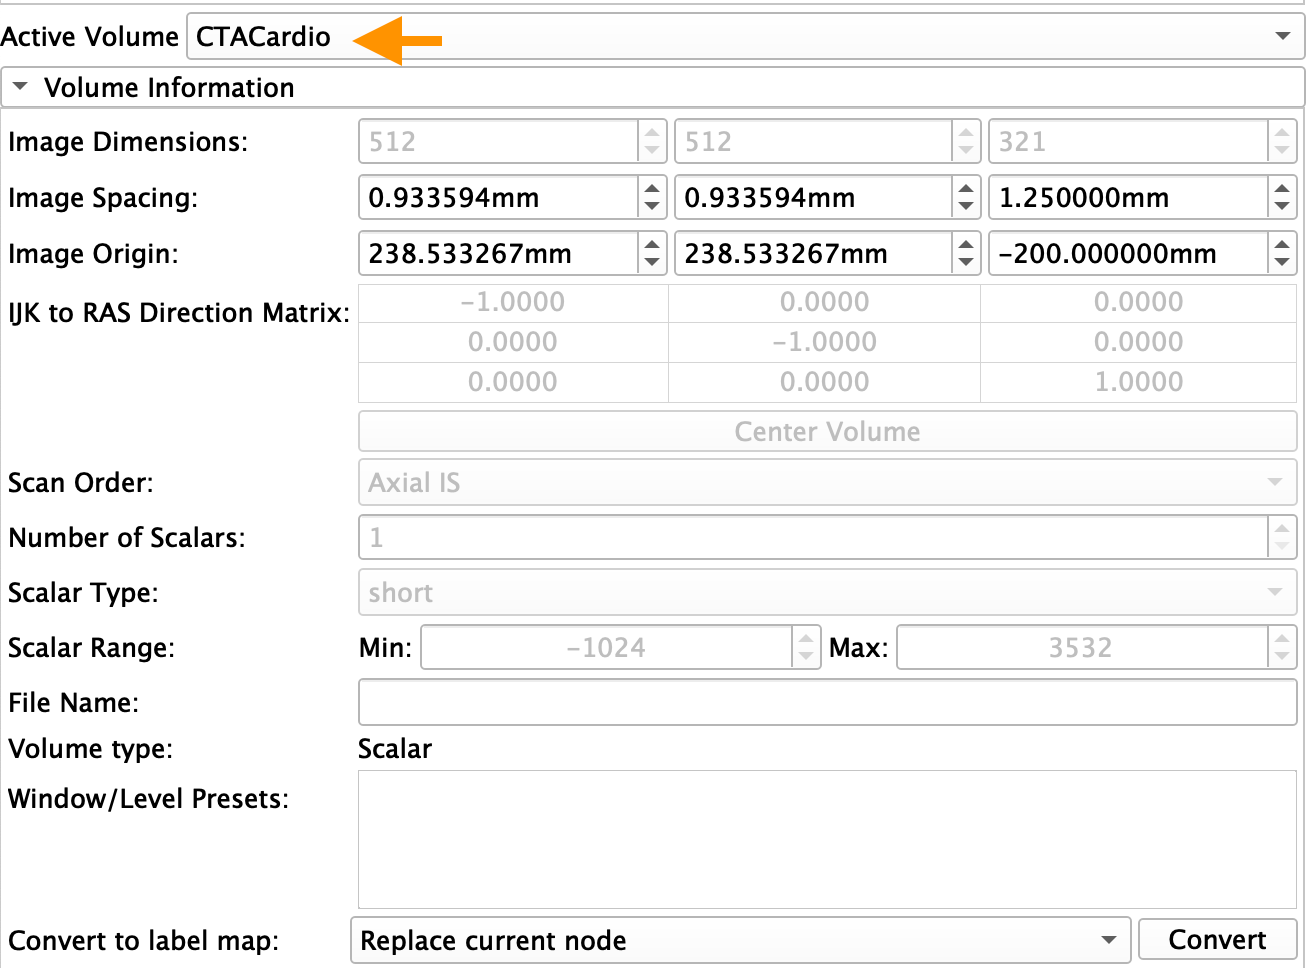 Active Volume CTACardio
Volume Information
Image Dimensions: 512 512 321
Image Spacing: 0.933594mm 0.933594mm 1.250000mm
Image Origin: 238.533267mm 238.533267mm -200.000000mm
IJK to RAS Direction Matrix: -1.0000 0.0000 0.0000
0.0000 -1.0000 0.0000
0.0000 0.0000 1.0000
Center Volume
Scan Order: Axial IS
Number of Scalars: 1
Scalar Type: short
Scalar Range: Min: -1024 Max: 3532
File Name:
Volume type: Scalar
Window/Level Presets:
Convert to label map: Replace current node Convert